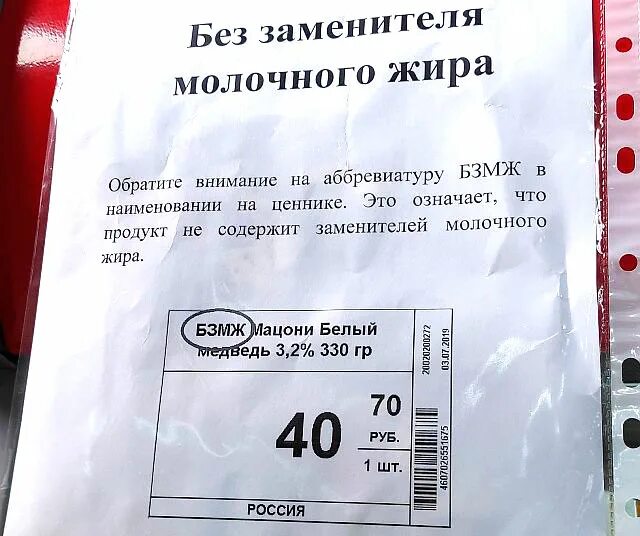 Без заменителя
молочного жира
Обратите внимание на аббревиатуру БЗМЖ в
наименовании на ценнике. Это означает, что
продукт не содержит заменителей молочного
жира.
БЗМЖ Мацони Белый
медведь 3,2% 330 гр
40
70
РУБ.
1 шт.
РОССИЯ
20020200272
03.07.2019
4607026551675